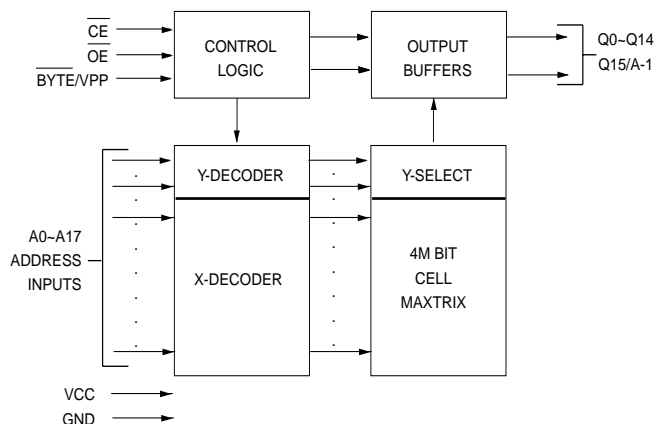 CE
OE
BYTE/VPP
CONTROL
LOGIC
OUTPUT
BUFFERS
Q0~Q14
Q15/A-1
A0~A17
ADDRESS
INPUTS
Y-DECODER
X-DECODER
Y-SELECT
4M BIT
CELL
MAXTRIX
VCC
GND